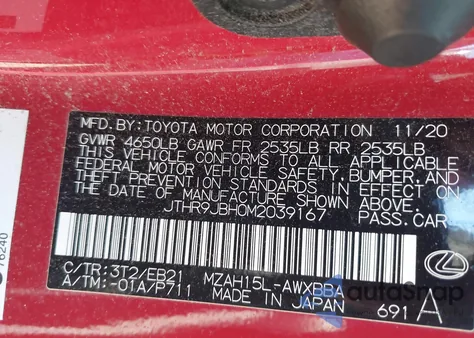 MFD. BY: TOYOTA MOTOR CORPORATION 11/20
GVWR 4650LB GAWR FR 2535LB RR 2535LB
THIS VEHICLE CONFORMS TO ALL APPLICABLE
FEDERAL MOTOR VEHICLE SAFETY, BUMPER, AND
THEFT PREVENTION STANDARDS IN EFFECT ON
THE DATE OF MANUFACTURE SHOWN ABOVE.
JTHR9JBH0M2039167 PASS. CAR
C/TR: 3T2/EB21 MZAH15L-AWXBBA
A/TM: -01A/P711 MADE IN JAPAN 691 A
76240
autosnap